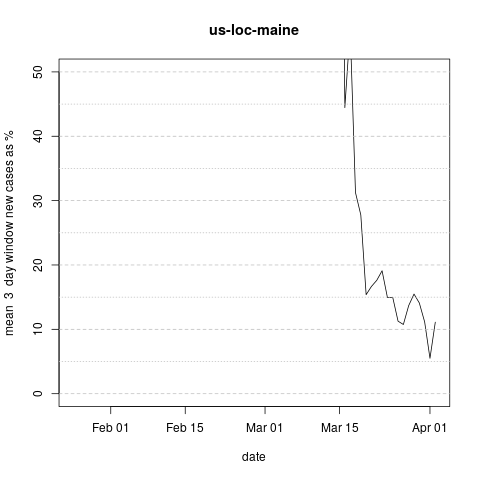 us-loc-maine
mean 3 day window new cases as %
50
40
30
20
10
0
Feb 01
Feb 15
Mar 01
Mar 15
Apr 01
date